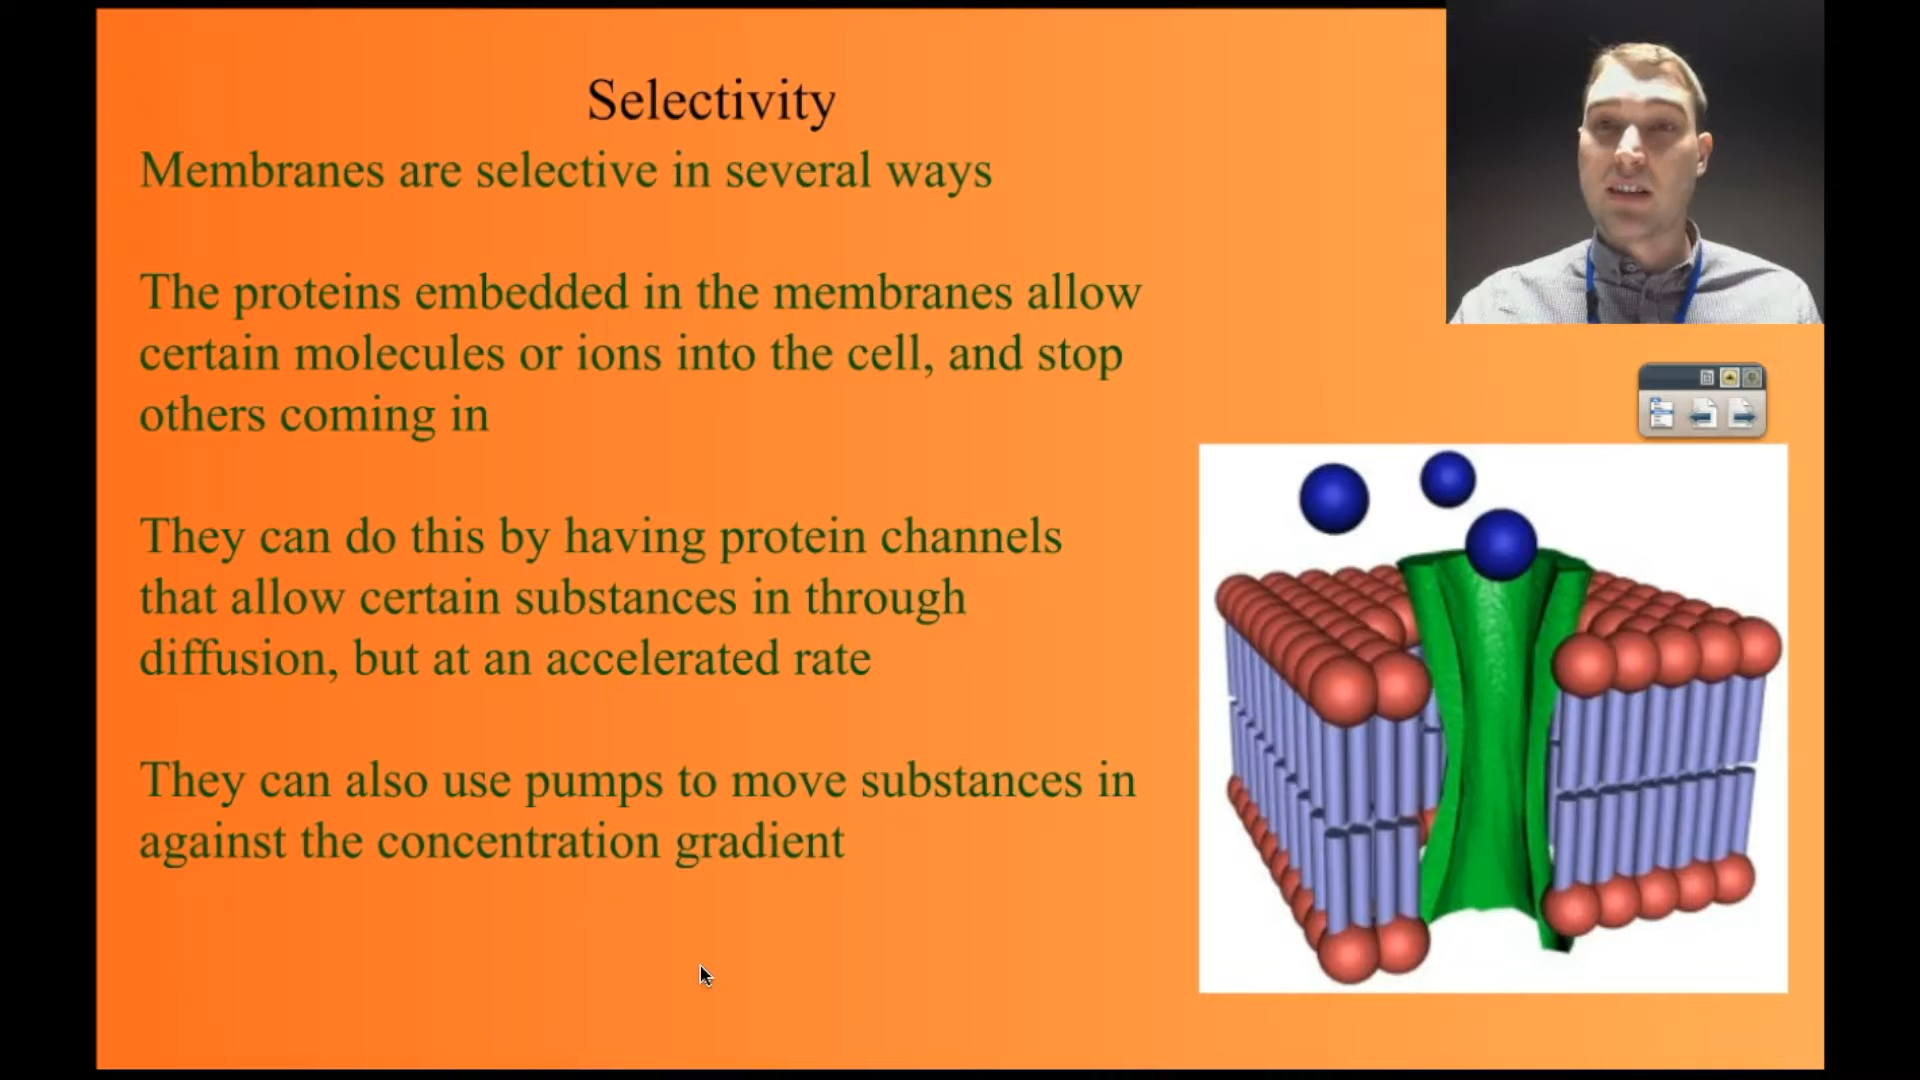 Selectivity
Membranes are selective in several ways
The proteins embedded in the membranes allow
certain molecules or ions into the cell, and stop
others coming in
They can do this by having protein channels
that allow certain substances in through
diffusion, but at an accelerated rate
They can also use pumps to move substances in
against the concentration gradient